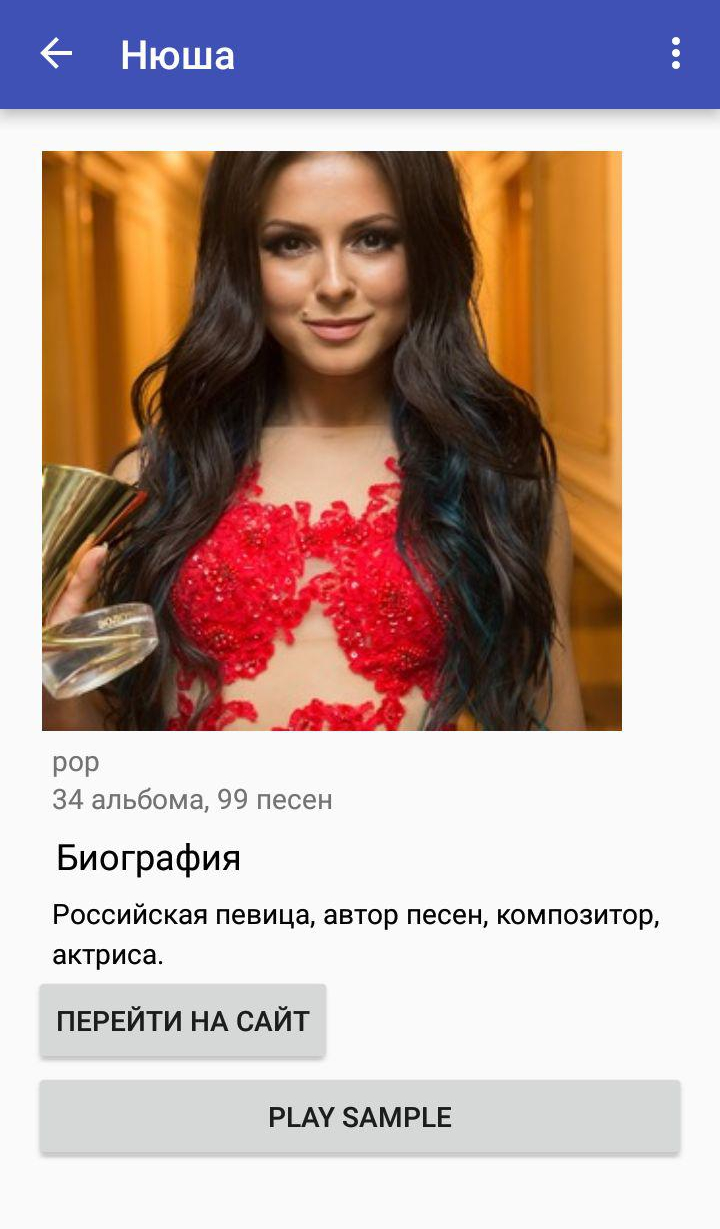 Нюша
pop
34 альбома, 99 песен
Биография
Российская певица, автор песен, композитор,
актриса.
ПЕРЕЙТИ НА САЙТ
PLAY SAMPLE